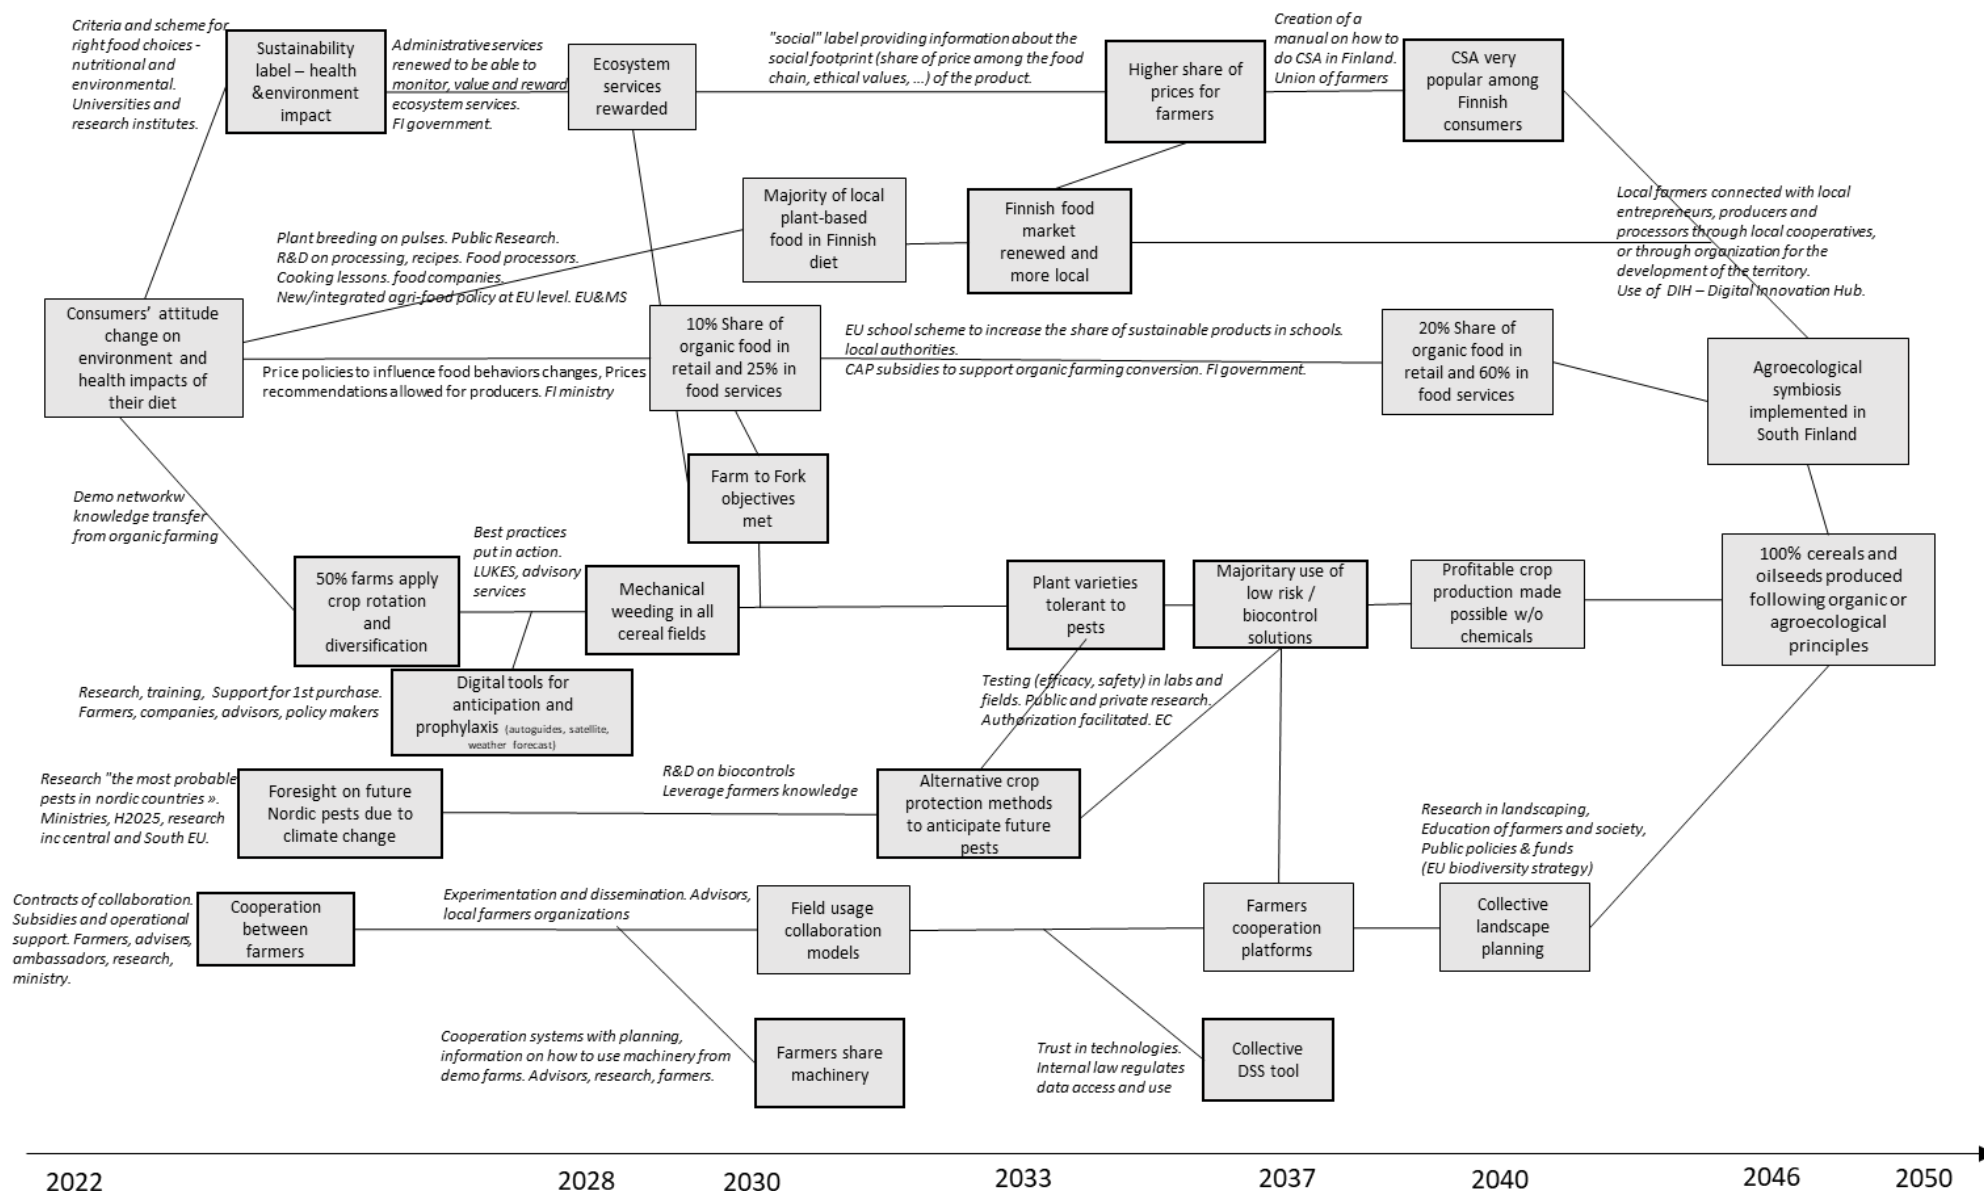 Criteria and scheme for
right food choices -
nutritional and
environmental.
Universities and
research institutes.
Sustainability
label – health
&environment
impact
Administrative services
renewed to be able to
monitor, value and reward
ecosystem services.
FI government.
Ecosystem
services
rewarded
"social" label providing information about the
social footprint (share of price among the food
chain, ethical values, ...) of the product.
Higher share of
prices for
farmers
Creation of a
manual on how to
do CSA in Finland.
Union of farmers
CSA very
popular among
Finnish
consumers
Plant breeding on pulses. Public Research.
R&D on processing, recipes. Food processors.
Cooking lessons. food companies.
New/integrated agri-food policy at EU level. EU&MS
Majority of local
plant-based
food in Finnish
diet
Finnish food
market
renewed and
more local
Local farmers connected with local
entrepreneurs, producers and
processors through local cooperatives,
or through organization for the
development of the territory.
Use of DIH – Digital Innovation Hub.
Consumers' attitude
change on
environment and
health impacts of
their diet
Price policies to influence food behaviors changes, Prices
recommendations allowed for producers. FI ministry
10% Share of
organic food in
retail and 25% in
food services
EU school scheme to increase the share of sustainable products in schools.
local authorities.
CAP subsidies to support organic farming conversion. FI government.
20% Share of
organic food in
retail and 60% in
food services
Agroecological
symbiosis
implemented in
South Finland
Farm to Fork
objectives
met
Demo networkw
knowledge transfer
from organic farming
50% farms apply
crop rotation
and
diversification
Best practices
put in action.
LUKES, advisory
services
Mechanical
weeding in all
cereal fields
Plant varieties
tolerant to
pests
Majoritary use of
low risk /
biocontrol
solutions
Profitable crop
production made
possible w/o
chemicals
100% cereals and
oilseeds produced
following organic or
agroecological
principles
Research, training, Support for 1st purchase.
Farmers, companies, advisors, policy makers
Digital tools for
anticipation and
prophylaxis (autoguides, satellite,
weather forecast)
Testing (efficacy, safety) in labs and
fields. Public and private research.
Authorization facilitated. EC
Research "the most probable
pests in nordic countries ».
Ministries, H2025, research
inc central and South EU.
Foresight on future
Nordic pests due to
climate change
R&D on biocontrols
Leverage farmers knowledge
Alternative crop
protection methods
to anticipate future
pests
Research in landscaping,
Education of farmers and society,
Public policies & funds
(EU biodiversity strategy)
Contracts of collaboration.
Subsidies and operational
support. Farmers, advisers,
ambassadors, research,
ministry.
Cooperation
between
farmers
Experimentation and dissemination. Advisors,
local farmers organizations
Field usage
collaboration
models
Farmers
cooperation
platforms
Collective
landscape
planning
Cooperation systems with planning,
information on how to use machinery from
demo farms. Advisors, research, farmers.
Farmers share
machinery
Trust in technologies.
Internal law regulates
data access and use
Collective
DSS tool
2022 2028 2030 2033 2037 2040 2046 2050